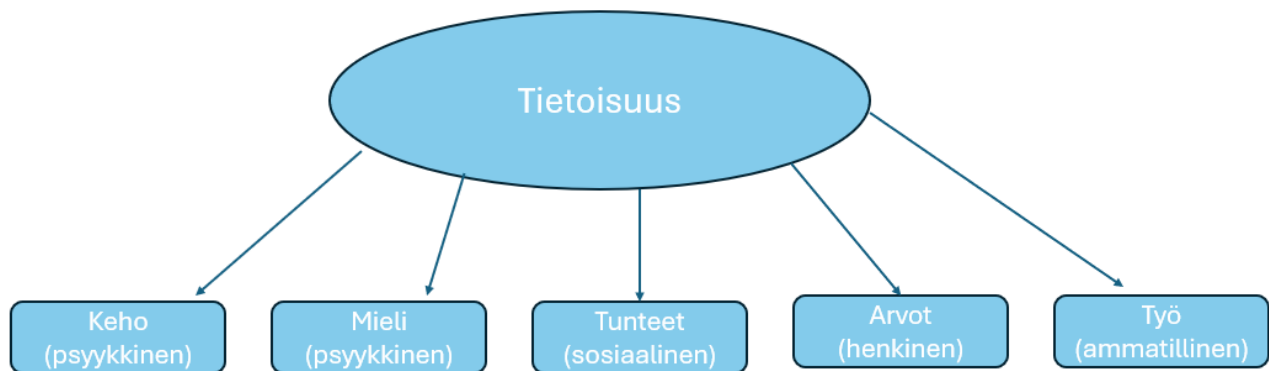 Tietoisuus
Keho
(psyykkinen)
Mieli
(psyykkinen)
Tunteet
(sosiaalinen)
Arvot
(henkinen)
Työ
(ammatillinen)